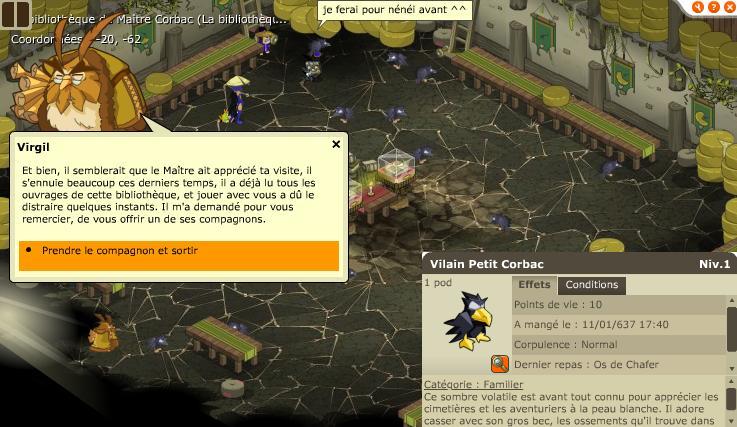 je ferai pour nénéi avant ^^
bibliothèque de Maître Corbac (La bibliothèqu...
Coordonnées : -20, -62
Virgil
Et bien, il semblerait que le Maître ait apprécié ta visite, il
s'ennuie beaucoup ces derniers temps, il a déjà lu tous les
ouvrages de cette bibliothèque, et jouer avec vous a dû le
distraire quelques instants. Il m'a demandé pour vous
remercier, de vous offrir un de ses compagnons.
• Prendre le compagnon et sortir
Vilain Petit Corbac Niv.1
1 pod
Effets Conditions
Points de vie : 10
A mangé le : 11/01/637 17:40
Corpulence : Normal
Dernier repas : Os de Chafer
Catégorie : Familier
Ce sombre volatile est avant tout connu pour apprécier les
cimetières et les aventuriers à la peau blanche. Il adore
casser avec son gros bec, les ossements qu'il trouve dans